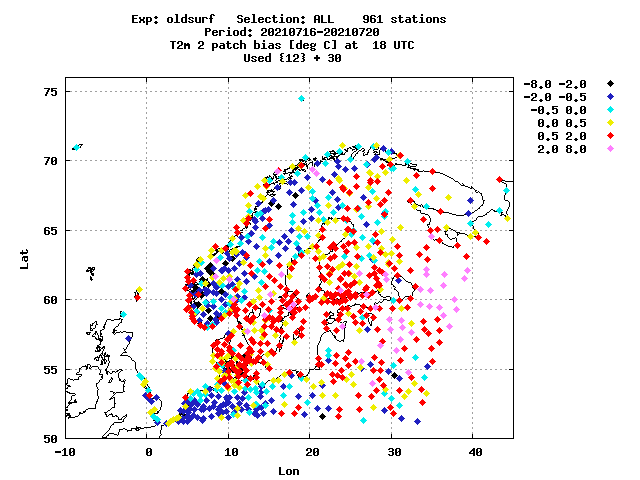 Exp: oldsurf   Selection: ALL    961 stations
Period: 20210716-20210720
T2m 2 patch bias [deg C] at  18 UTC
Used {12} + 30
-8.0 -2.0
-2.0 -0.5
-0.5 0.0
0.0 0.5
0.5 2.0
2.0 8.0
75
70
65
60
55
50
Lat
-10 0 10 20 30 40
Lon